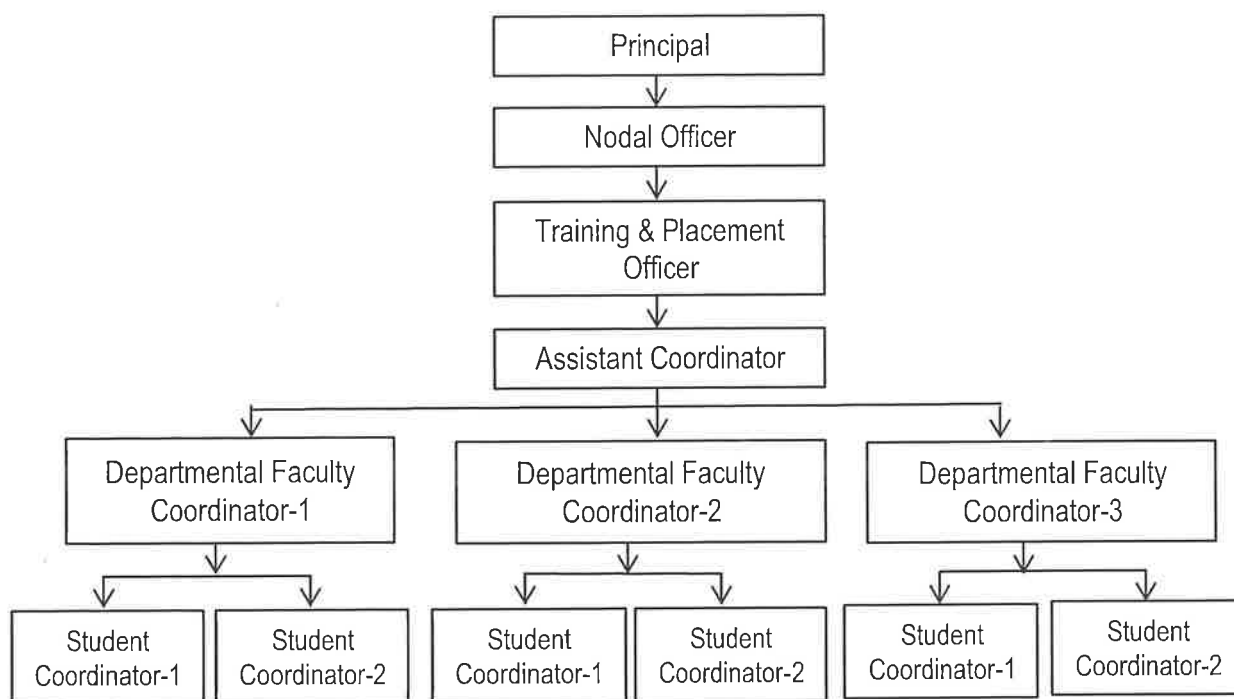 Principal
Nodal Officer
Training & Placement
Officer
Assistant Coordinator
Departmental Faculty
Coordinator-1
Departmental Faculty
Coordinator-2
Departmental Faculty
Coordinator-3
Student
Coordinator-1
Student
Coordinator-2
Student
Coordinator-1
Student
Coordinator-2
Student
Coordinator-1
Student
Coordinator-2